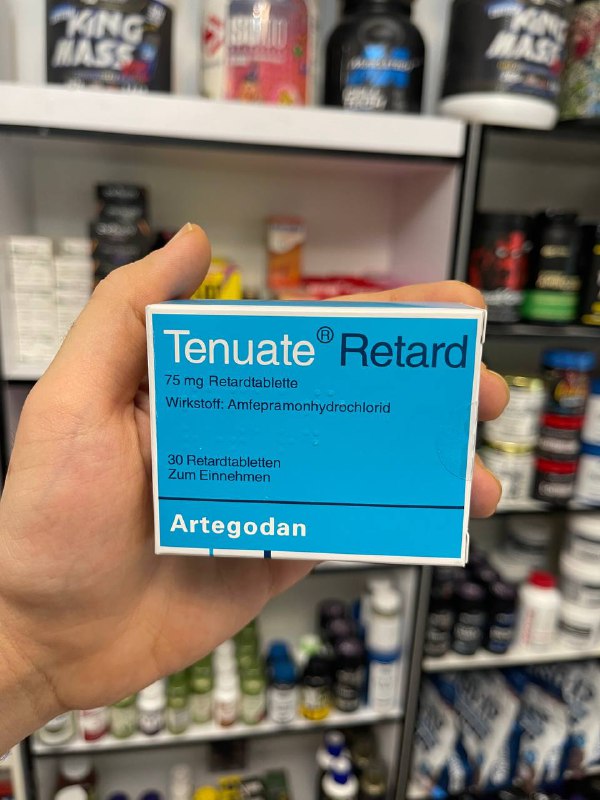 KING
MASS
KING
MASS
Tenuate® Retard
75 mg Retardtablette
Wirkstoff: Amfepramonhydrochlorid
30 Retardtabletten
Zum Einnehmen
Artegodan